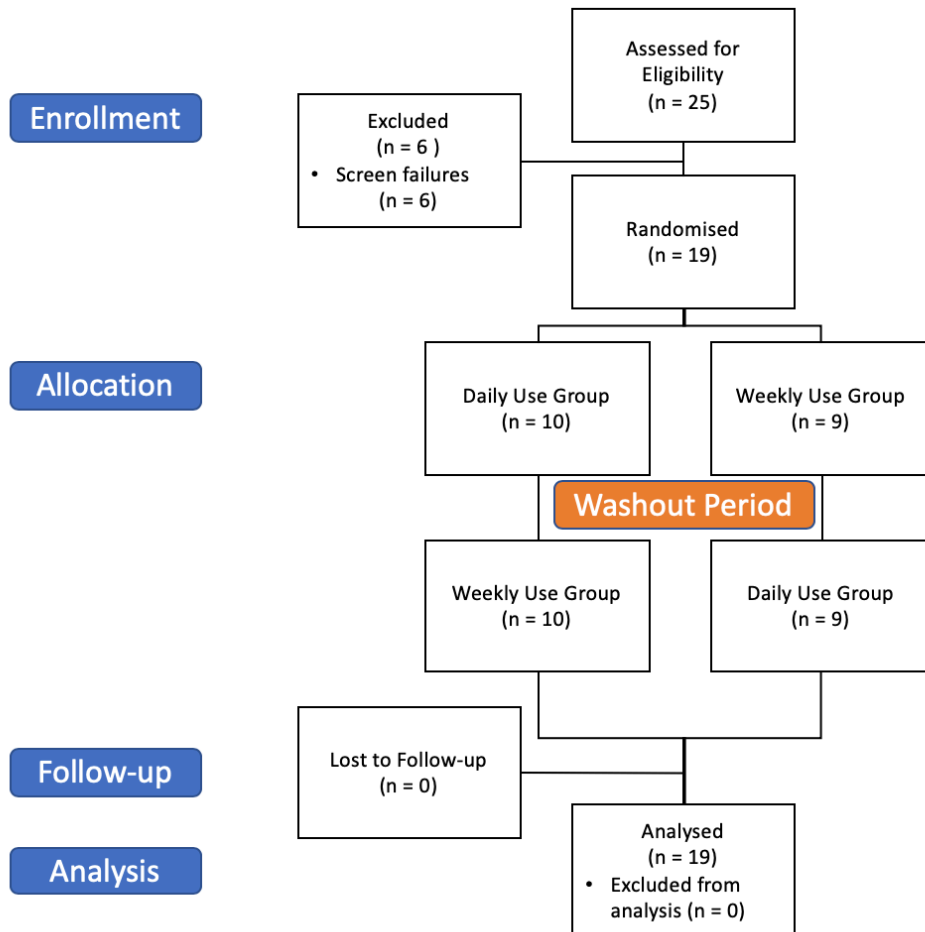 Assessed for
Eligibility
(n = 25)
Enrollment
Excluded
(n = 6 )
• Screen failures
(n = 6)
Randomised
(n = 19)
Allocation
Daily Use Group
(n = 10)
Weekly Use Group
(n = 9)
Washout Period
Weekly Use Group
(n = 10)
Daily Use Group
(n = 9)
Follow-up
Lost to Follow-up
(n = 0)
Analysis
Analysed
(n = 19)
• Excluded from
analysis (n = 0)